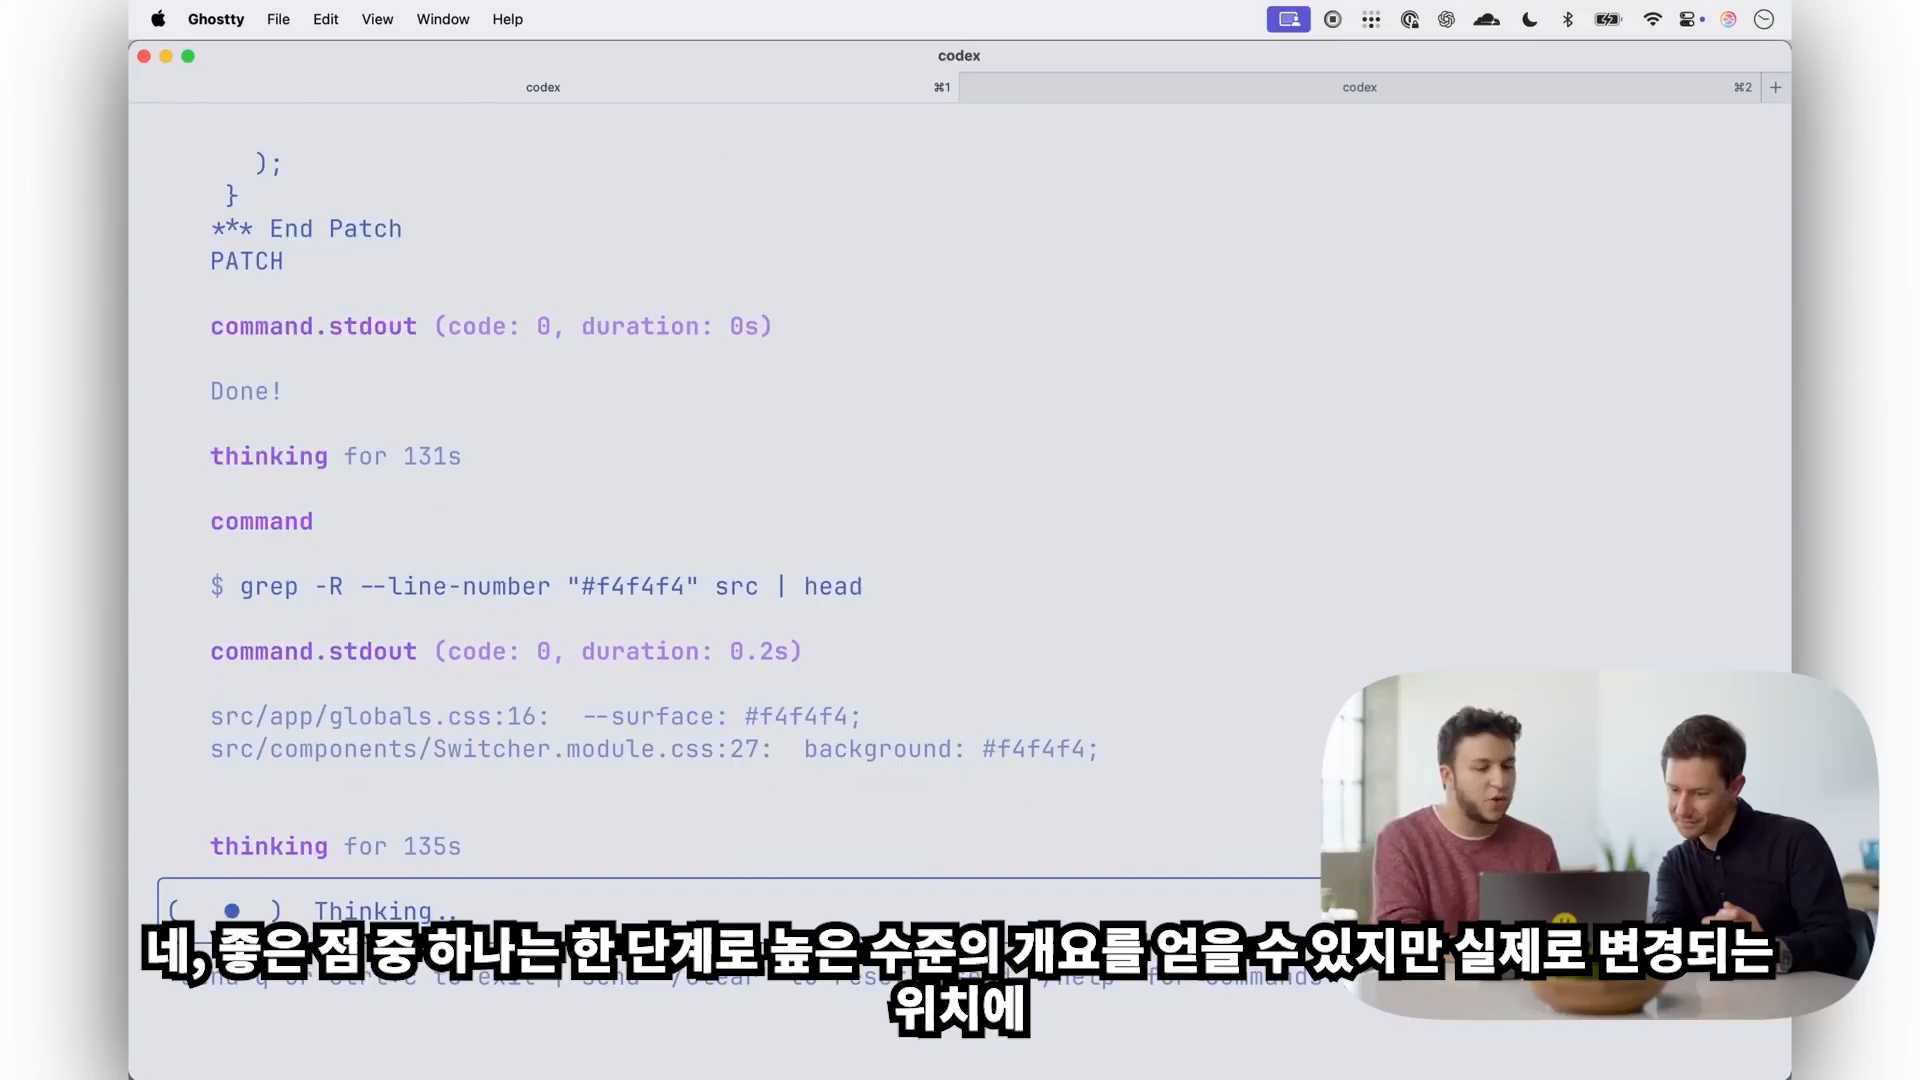 Ghostty File Edit View Window Help
codex
codex ⌘1 codex ⌘2 +
);
}
*** End Patch
PATCH
command.stdout (code: 0, duration: 0s)
Done!
thinking for 131s
command
$ grep -R --line-number "#f4f4f4" src | head
command.stdout (code: 0, duration: 0.2s)
src/app/globals.css:16: --surface: #f4f4f4;
src/components/Switcher.module.css:27: background: #f4f4f4;
thinking for 135s
( ● ) Thinking..
네, 좋은 점 중 하나는 한 단계로 높은 수준의 개요를 얻을 수 있지만 실제로 변경되는
위치에